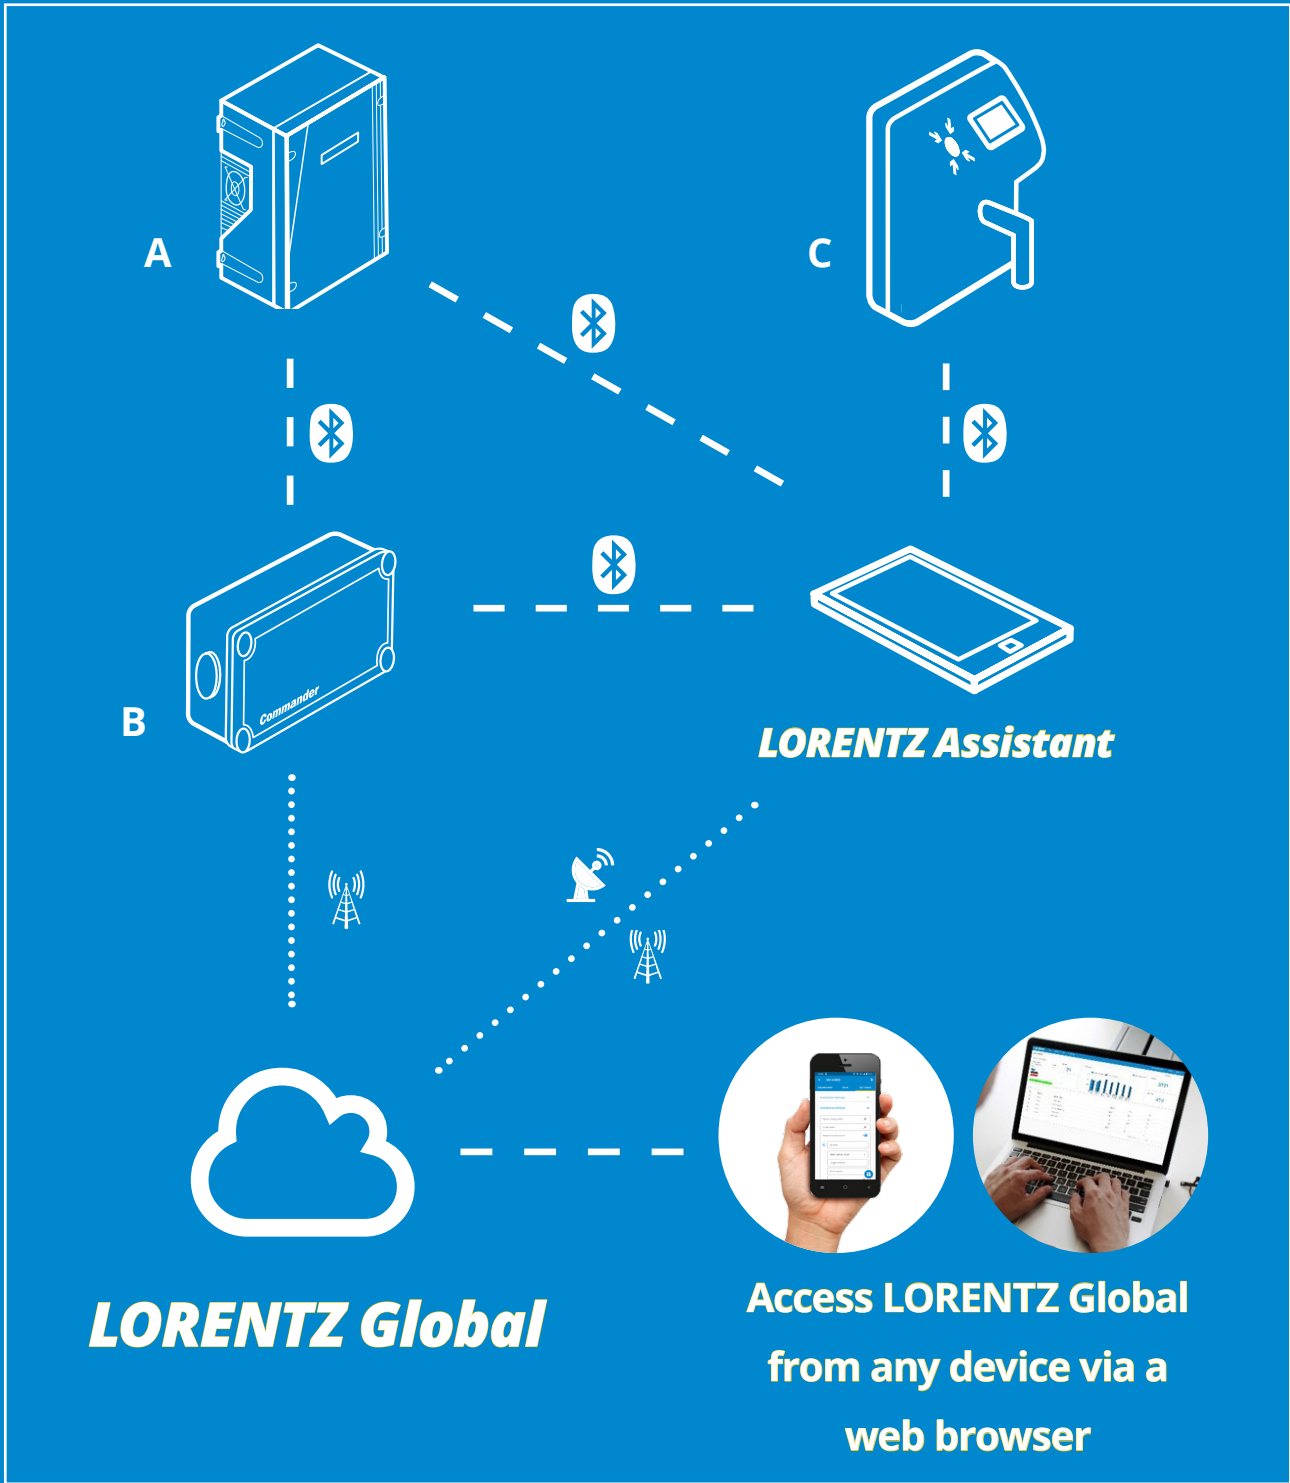 A
C
B
Commander
LORENTZ Assistant
LORENTZ Global
Access LORENTZ Global
from any device via a
web browser